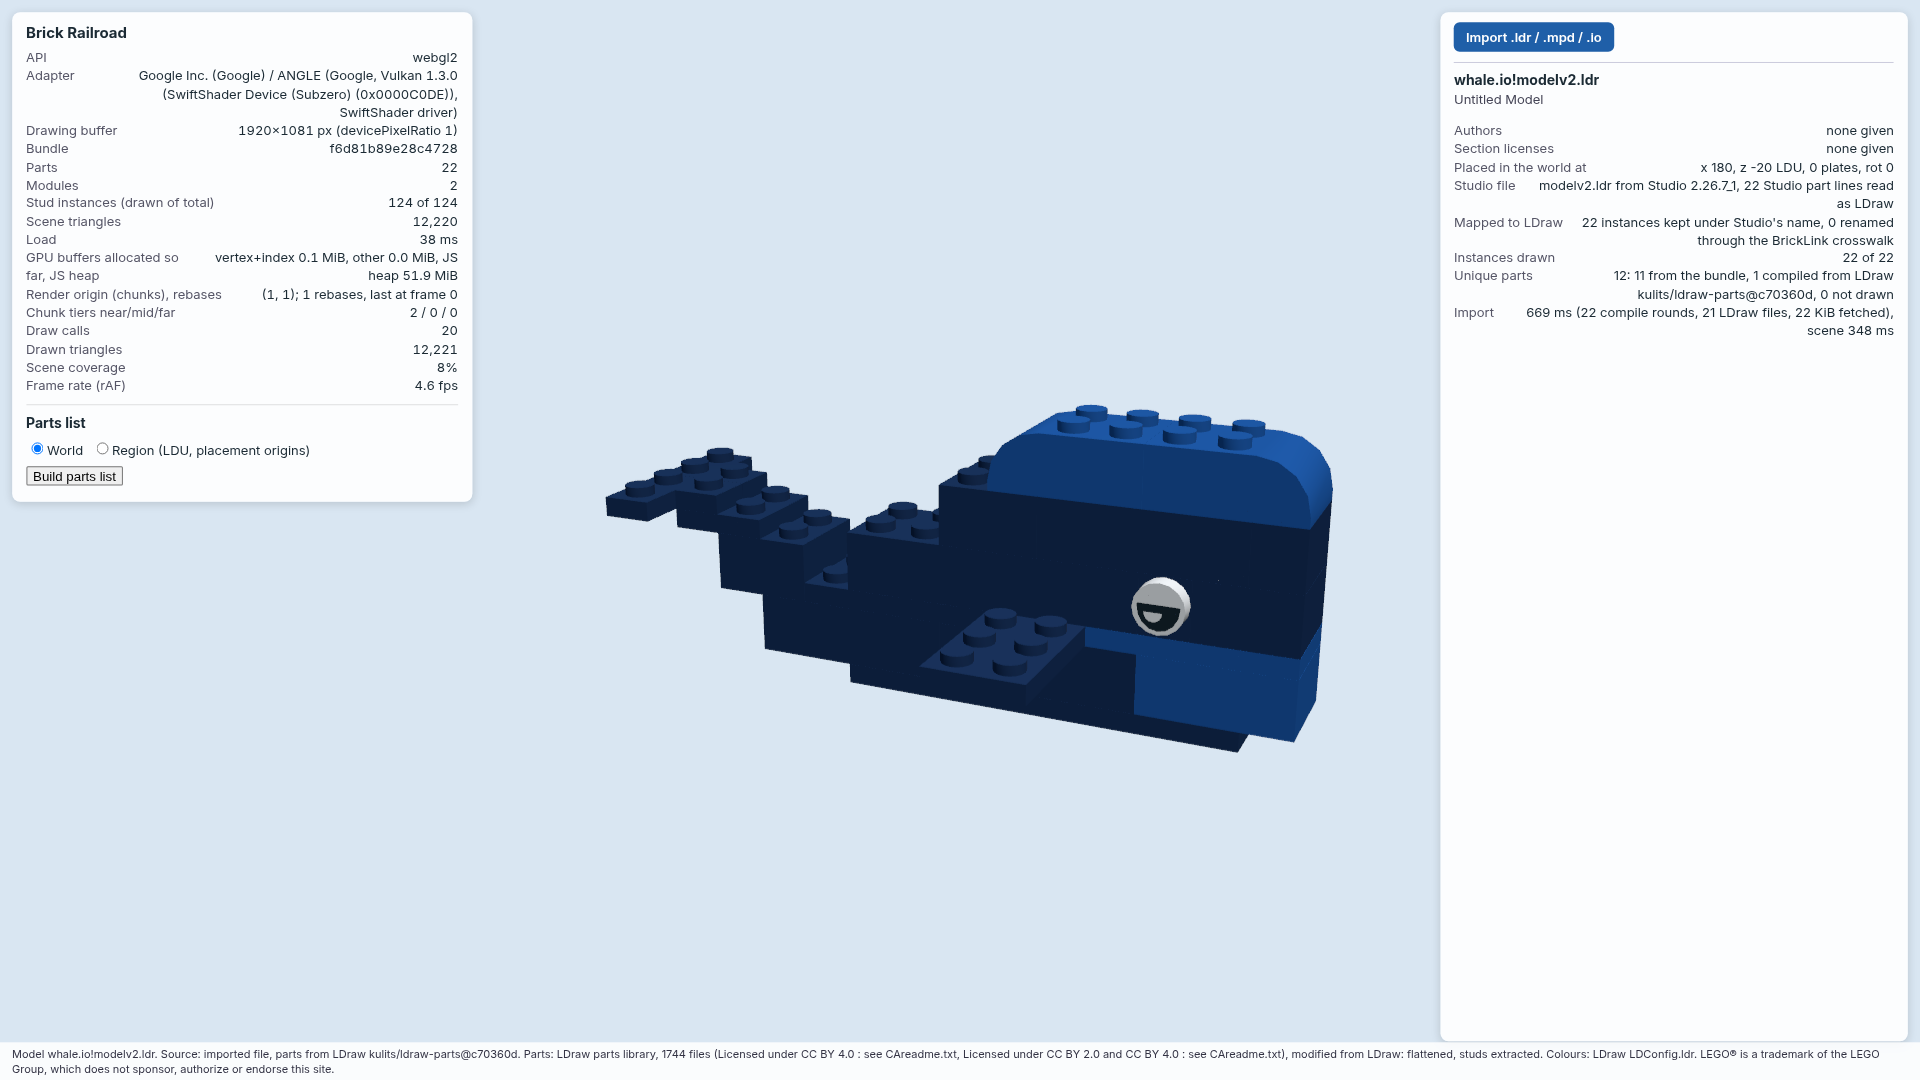 Brick Railroad
API webgl2
Adapter Google Inc. (Google) / ANGLE (Google, Vulkan 1.3.0
(SwiftShader Device (Subzero) (0x0000C0DE)),
SwiftShader driver)
Drawing buffer 1920×1081 px (devicePixelRatio 1)
Bundle f6d81b89e28c4728
Parts 22
Modules 2
Stud instances (drawn of total) 124 of 124
Scene triangles 12,220
Load 38 ms
GPU buffers allocated so vertex+index 0.1 MiB, other 0.0 MiB, JS
far, JS heap heap 51.9 MiB
Render origin (chunks), rebases (1, 1); 1 rebases, last at frame 0
Chunk tiers near/mid/far 2 / 0 / 0
Draw calls 20
Drawn triangles 12,221
Scene coverage 8%
Frame rate (rAF) 4.6 fps
Parts list
World Region (LDU, placement origins)
Build parts list
Import .ldr / .mpd / .io
whale.io!modelv2.ldr
Untitled Model
Authors none given
Section licenses none given
Placed in the world at x 180, z -20 LDU, 0 plates, rot 0
Studio file modelv2.ldr from Studio 2.26.7_1, 22 Studio part lines read
as LDraw
Mapped to LDraw 22 instances kept under Studio's name, 0 renamed
through the BrickLink crosswalk
Instances drawn 22 of 22
Unique parts 12: 11 from the bundle, 1 compiled from LDraw
kulits/ldraw-parts@c70360d, 0 not drawn
Import 669 ms (22 compile rounds, 21 LDraw files, 22 KiB fetched),
scene 348 ms
Model whale.io!modelv2.ldr. Source: imported file, parts from LDraw kulits/ldraw-parts@c70360d. Parts: LDraw parts library, 1744 files (Licensed under CC BY 4.0 : see CAreadme.txt, Licensed under CC BY 2.0 and CC BY 4.0 : see CAreadme.txt), modified from LDraw: flattened, studs extracted. Colours: LDraw LDConfig.ldr. LEGO® is a trademark of the LEGO
Group, which does not sponsor, authorize or endorse this site.